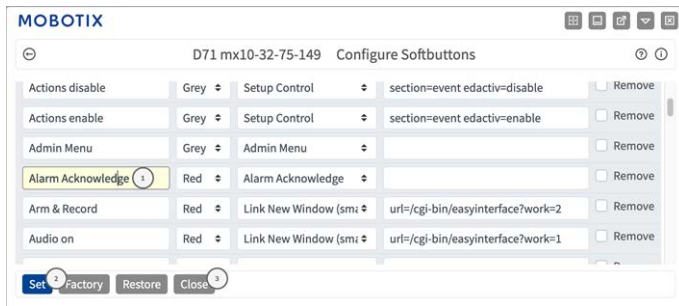 MOBOTIX
D71 mx10-32-75-149 Configure Softbuttons
Actions disable Grey Setup Control section=event edactiv=disable Remove
Actions enable Grey Setup Control section=event edactiv=enable Remove
Admin Menu Grey Admin Menu Remove
Alarm Acknowledge 1 Red Alarm Acknowledge Remove
Arm & Record Red Link New Window (sma url=/cgi-bin/easyinterface?work=2 Remove
Audio on Red Link New Window (sma url=/cgi-bin/easyinterface?work=1 Remove
Set 2 Factory Restore Close 3